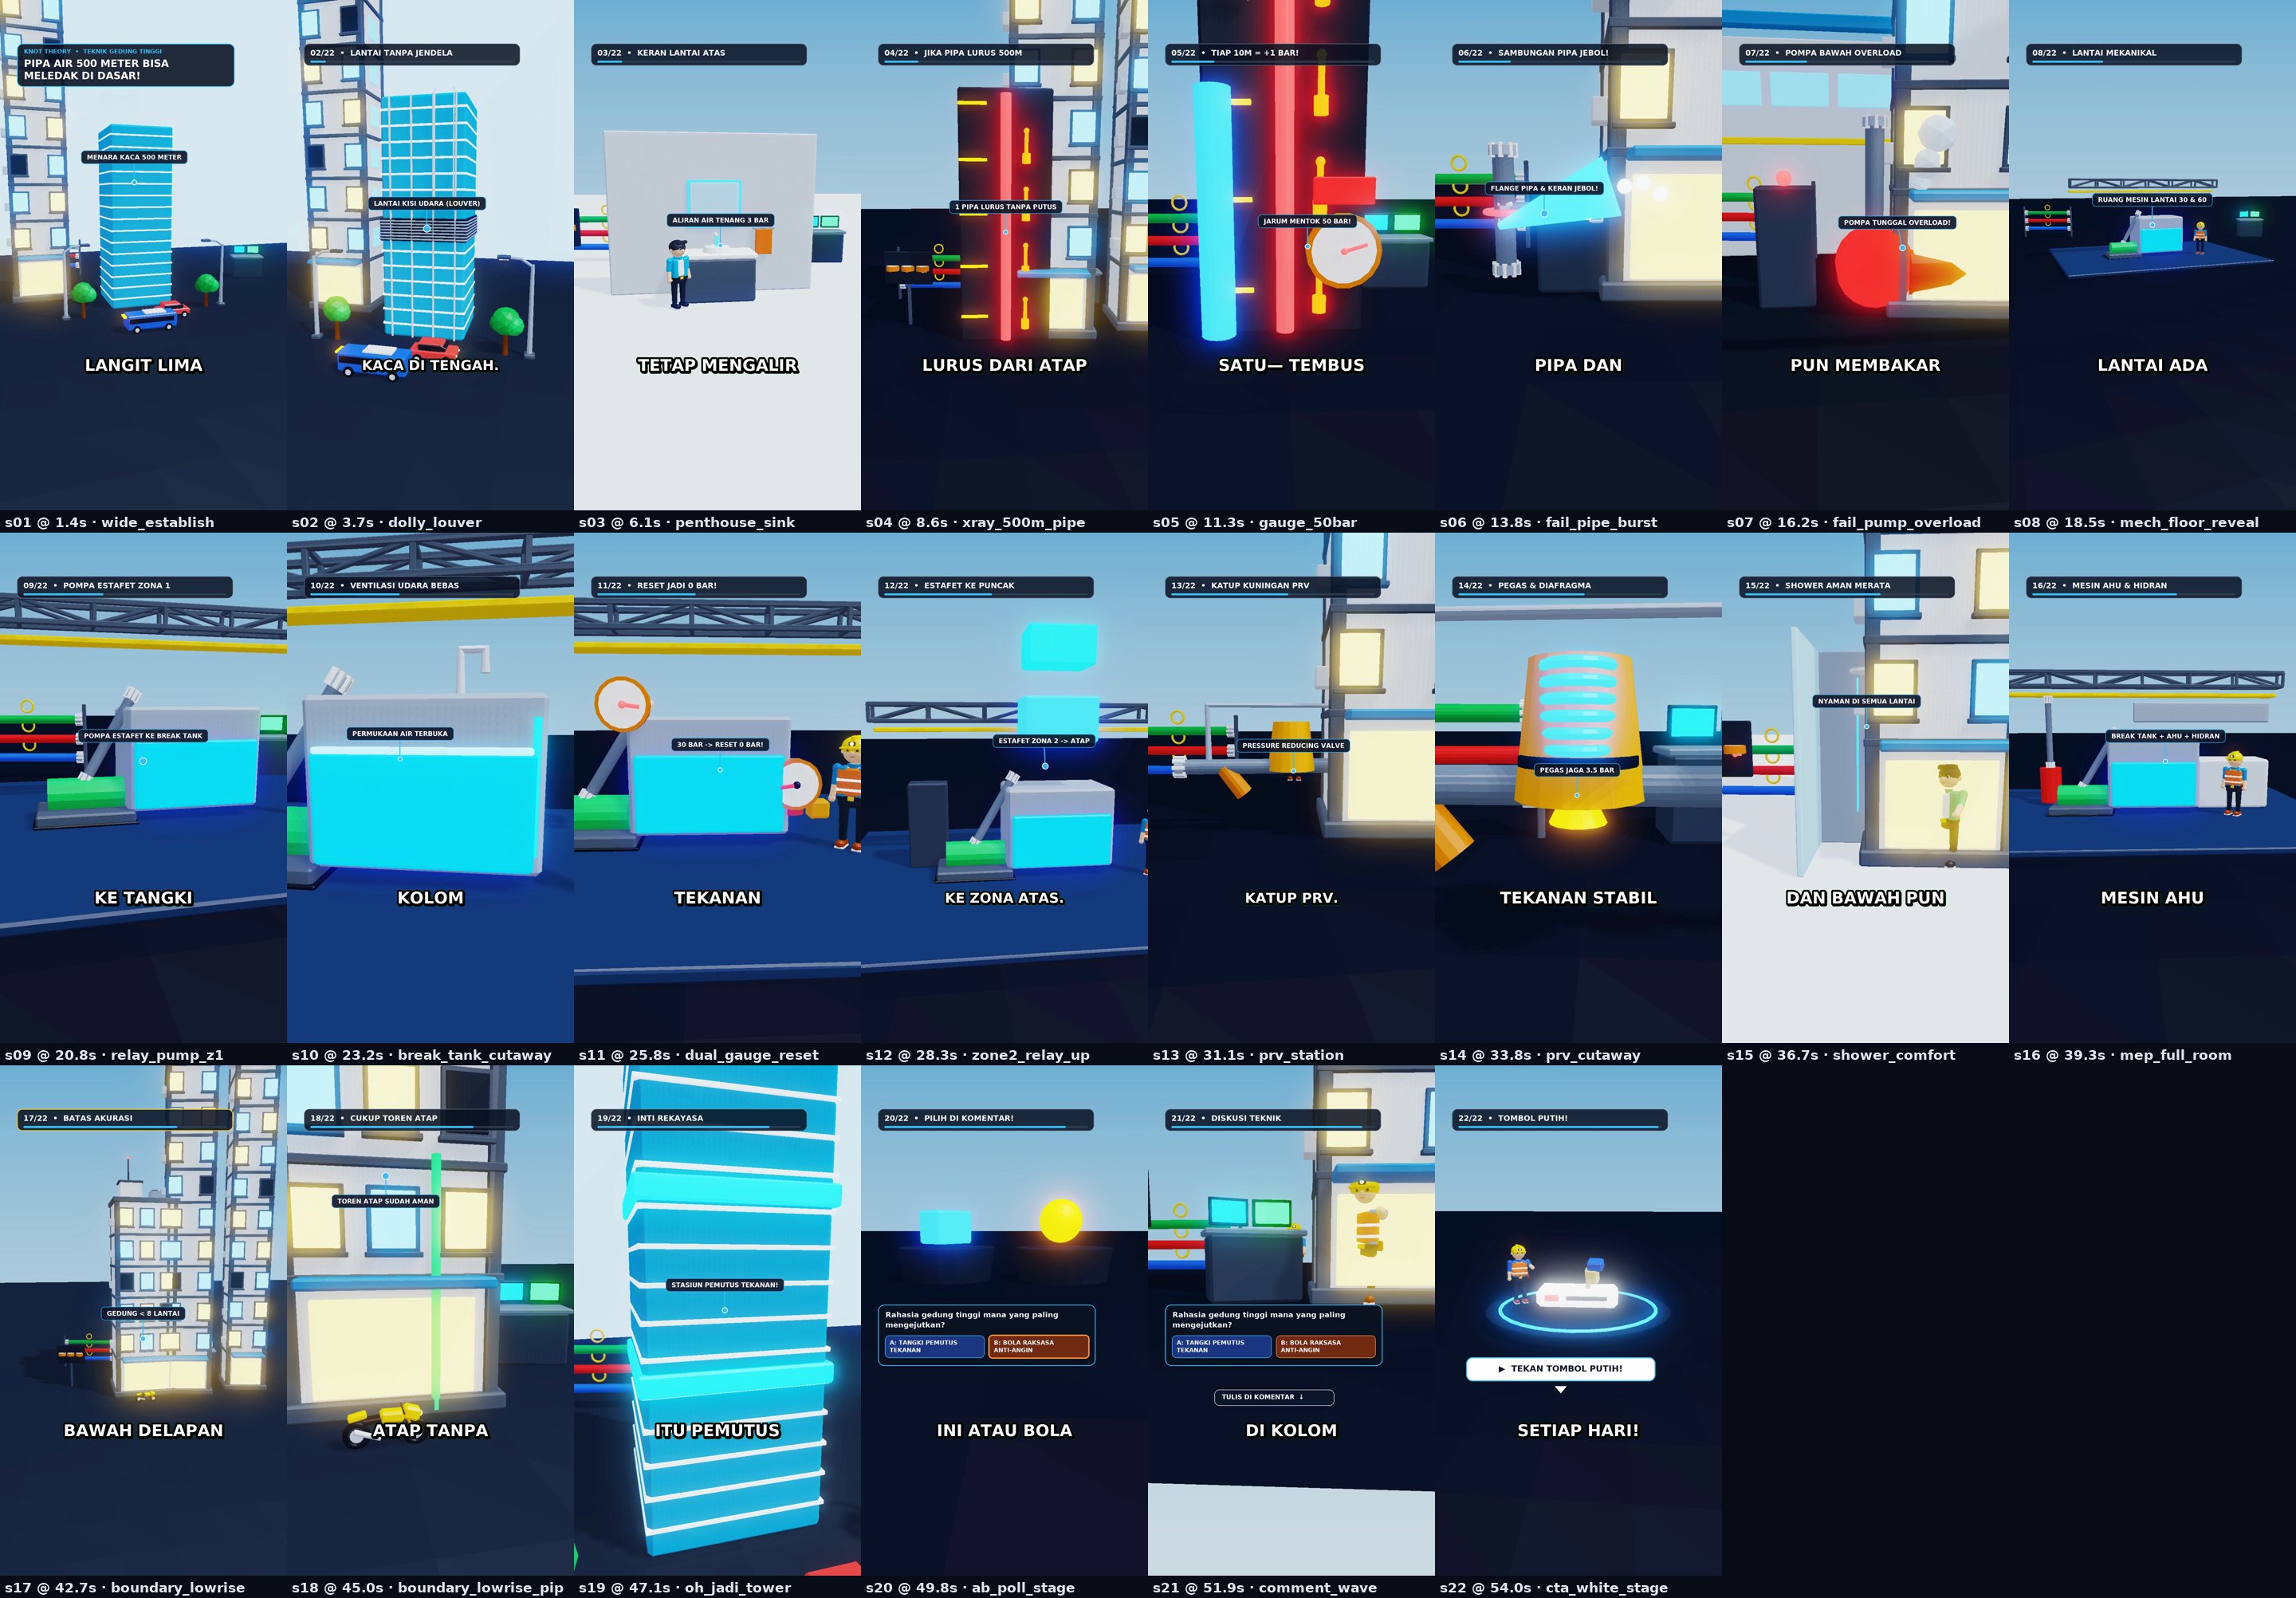 KNOT THEORY • TEKNIK GEDUNG TINGGI
PIPA AIR 500 METER BISA
MELEDAK DI DASAR!
MENARA KACA 500 METER
LANGIT LIMA
s01 @ 1.4s · wide_establish
02/22 • LANTAI TANPA JENDELA
LANTAI KISI UDARA (LOUVER)
KACA DI TENGAH.
s02 @ 3.7s · dolly_louver
03/22 • KERAN LANTAI ATAS
ALIRAN AIR TENANG 3 BAR
TETAP MENGALIR
s03 @ 6.1s · penthouse_sink
04/22 • JIKA PIPA LURUS 500M
1 PIPA LURUS TANPA PUTUS
LURUS DARI ATAP
s04 @ 8.6s · xray_500m_pipe
05/22 • TIAP 10M = +1 BAR!
JARUM MENTOK 50 BAR!
SATU— TEMBUS
s05 @ 11.3s · gauge_50bar
06/22 • SAMBUNGAN PIPA JEBOL!
FLANGE PIPA & KERAN JEBOL!
PIPA DAN
s06 @ 13.8s · fail_pipe_burst
07/22 • POMPA BAWAH OVERLOAD
POMPA TUNGGAL OVERLOAD!
PUN MEMBAKAR
s07 @ 16.2s · fail_pump_overload
08/22 • LANTAI MEKANIKAL
RUANG MESIN LANTAI 30 & 60
LANTAI ADA
s08 @ 18.5s · mech_floor_reveal
09/22 • POMPA ESTAFET ZONA 1
POMPA ESTAFET KE BREAK TANK
KE TANGKI
s09 @ 20.8s · relay_pump_z1
10/22 • VENTILASI UDARA BEBAS
PERMUKAAN AIR TERBUKA
KOLOM
s10 @ 23.2s · break_tank_cutaway
11/22 • RESET JADI 0 BAR!
30 BAR -> RESET 0 BAR!
TEKANAN
s11 @ 25.8s · dual_gauge_reset
12/22 • ESTAFET KE PUNCAK
ESTAFET ZONA 2 -> ATAP
KE ZONA ATAS.
s12 @ 28.3s · zone2_relay_up
13/22 • KATUP KUNINGAN PRV
PRESSURE REDUCING VALVE
KATUP PRV.
s13 @ 31.1s · prv_station
14/22 • PEGAS & DIAFRAGMA
PEGAS JAGA 3.5 BAR
TEKANAN STABIL
s14 @ 33.8s · prv_cutaway
15/22 • SHOWER AMAN MERATA
NYAMAN DI SEMUA LANTAI
DAN BAWAH PUN
s15 @ 36.7s · shower_comfort
16/22 • MESIN AHU & HIDRAN
BREAK TANK + AHU + HIDRAN
MESIN AHU
s16 @ 39.3s · mep_full_room
17/22 • BATAS AKURASI
GEDUNG < 8 LANTAI
BAWAH DELAPAN
s17 @ 42.7s · boundary_lowrise
18/22 • CUKUP TOREN ATAP
TOREN ATAP SUDAH AMAN
ATAP TANPA
s18 @ 45.0s · boundary_lowrise_pip
19/22 • INTI REKAYASA
STASIUN PEMUTUS TEKANAN!
ITU PEMUTUS
s19 @ 47.1s · oh_jadi_tower
20/22 • PILIH DI KOMENTAR!
Rahasia gedung tinggi mana yang paling
mengejutkan?
A: TANGKI PEMUTUS
TEKANAN
B: BOLA RAKSASA
ANTI-ANGIN
INI ATAU BOLA
s20 @ 49.8s · ab_poll_stage
21/22 • DISKUSI TEKNIK
Rahasia gedung tinggi mana yang paling
mengejutkan?
A: TANGKI PEMUTUS
TEKANAN
B: BOLA RAKSASA
ANTI-ANGIN
TULIS DI KOMENTAR ↓
DI KOLOM
s21 @ 51.9s · comment_wave
22/22 • TOMBOL PUTIH!
▶ TEKAN TOMBOL PUTIH!
SETIAP HARI!
s22 @ 54.0s · cta_white_stage